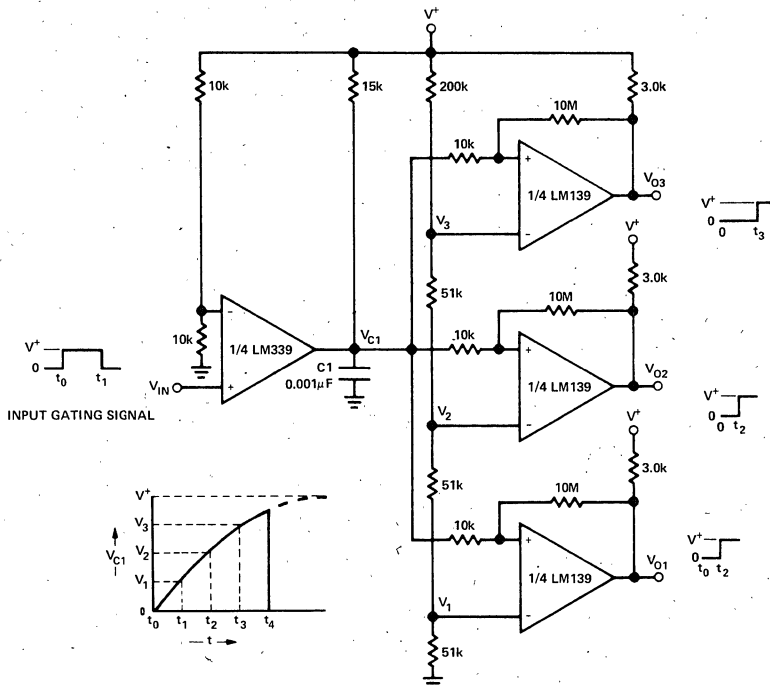 V+
10k
15k
200k
3.0k
10M
10k
+
1/4 LM139
−
VO3
V+
0
t3
V3
V+
51k
3.0k
10M
10k
+
1/4 LM139
−
VO2
V+
0
t2
V2
−
10k
1/4 LM339
+
VC1
C1
0.001µF
V+
0
t0
t1
VIN
INPUT GATING SIGNAL
V+
51k
3.0k
10M
10k
+
1/4 LM139
−
VO1
V+
t0
t2
V1
51k
V+
V3
V2
V1
0
VC1
t0
t1
t2
t3
t4
t